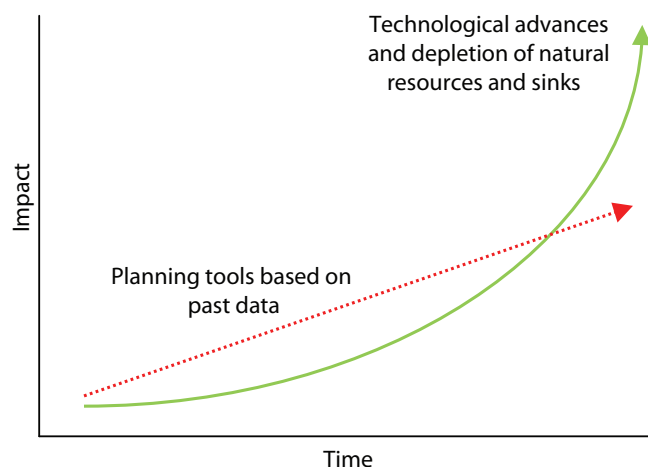 Technological advances
and depletion of natural
resources and sinks
Impact
Planning tools based on
past data
Time